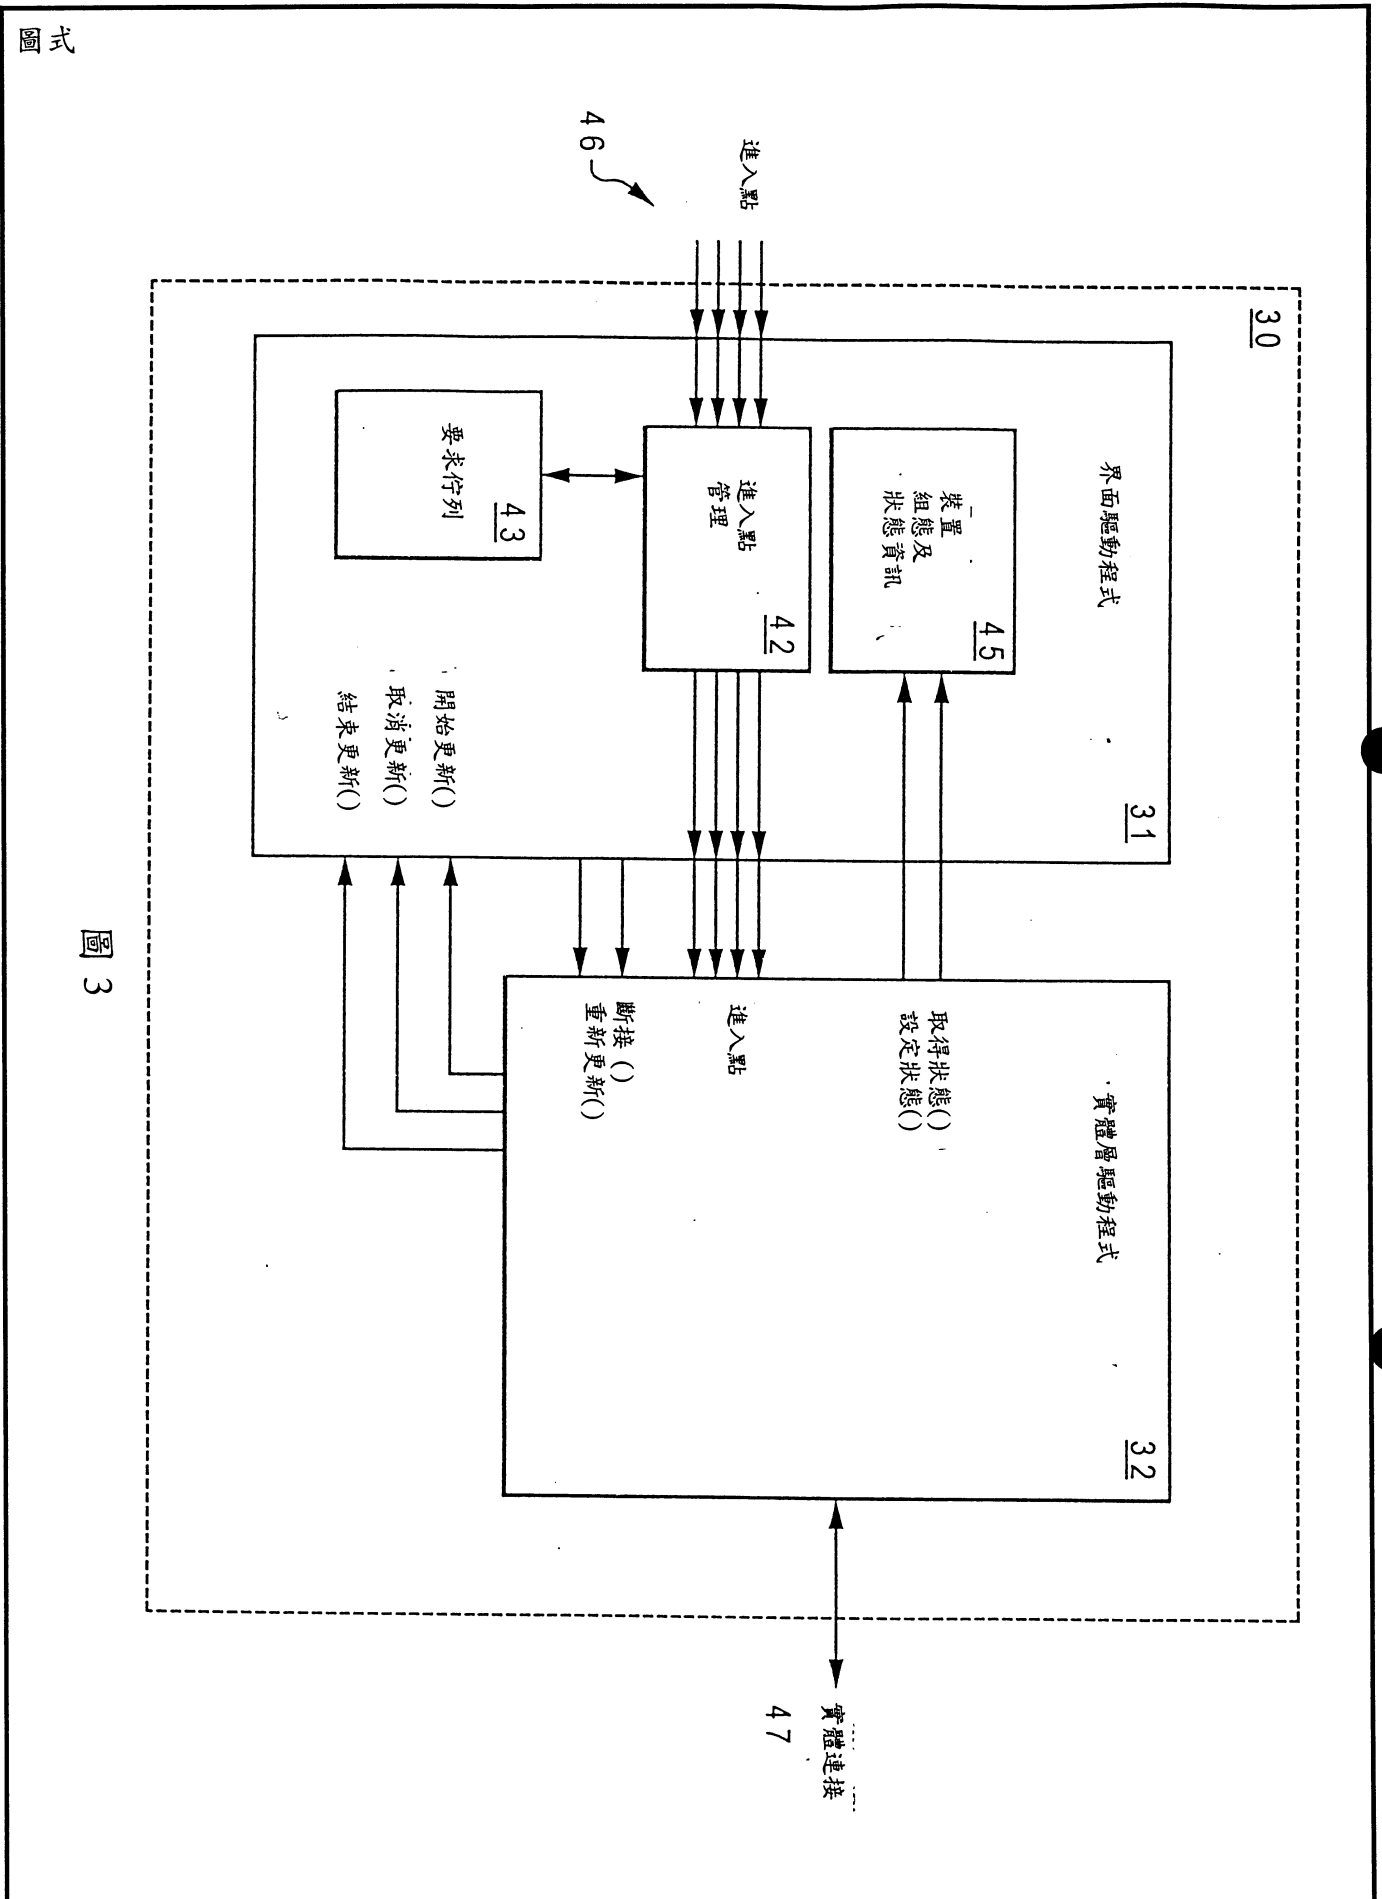 圖式
30
進入點
46
界面驅動程式
31
裝置
組態及
狀態資訊
45
進入點
管理
42
要求佇列
43
開始更新()
取消更新()
結束更新()
實體層驅動程式
32
取得狀態()
設定狀態()
進入點
斷接()
重新更新()
實體連接
47
圖 3